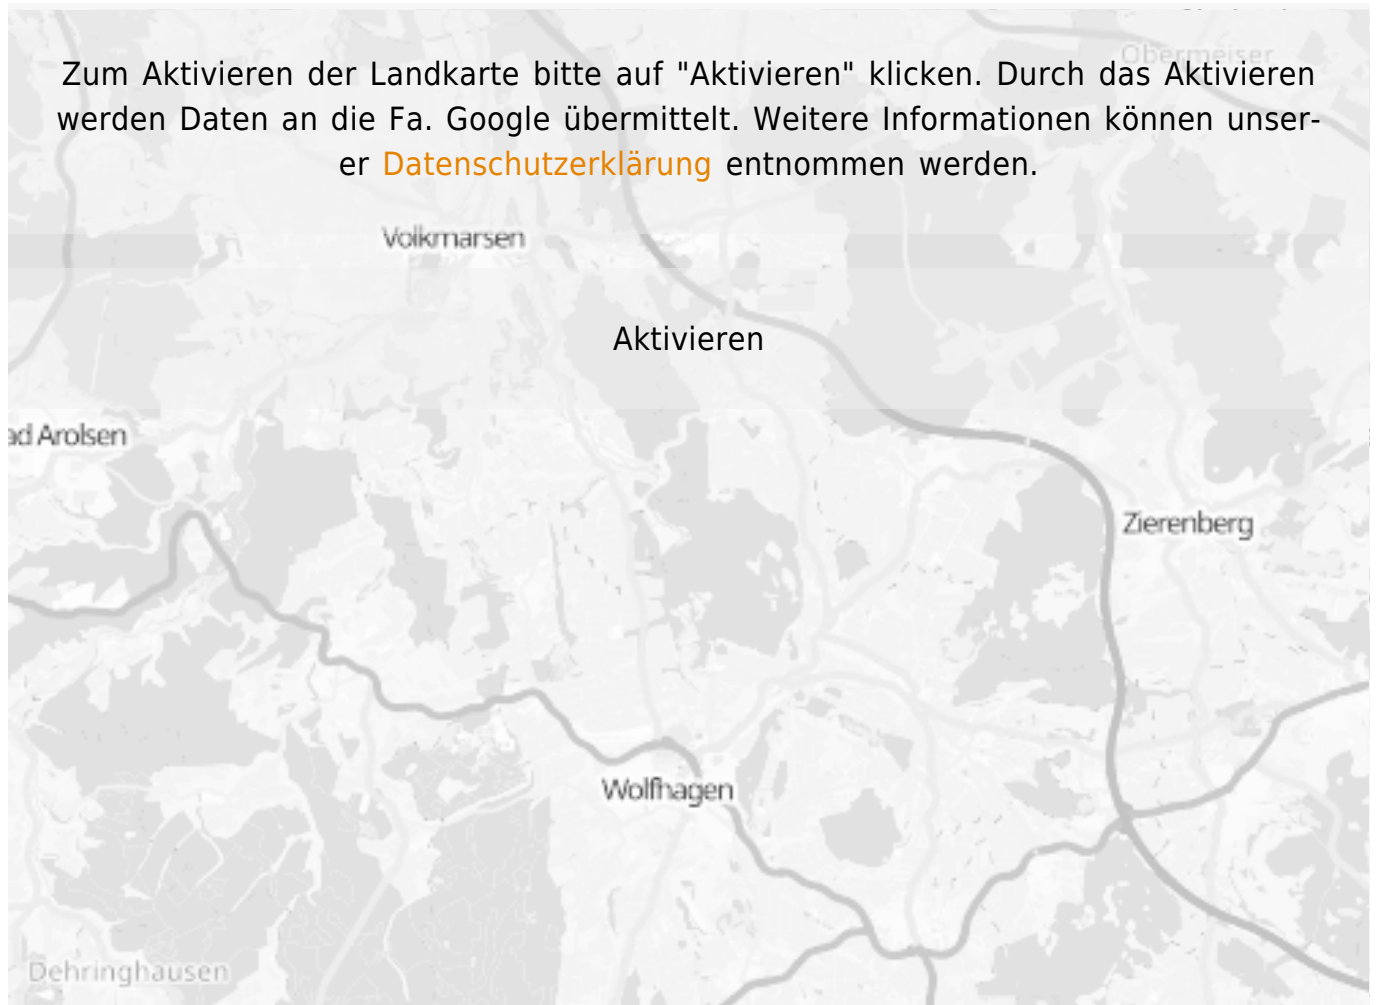 Obermeiser
Zum Aktivieren der Landkarte bitte auf "Aktivieren" klicken. Durch das Aktivieren
werden Daten an die Fa. Google übermittelt. Weitere Informationen können unser-
er Datenschutzerklärung entnommen werden.
Volkmarsen
Aktivieren
ad Arolsen
Zierenberg
Wolfhagen
Dehringhausen